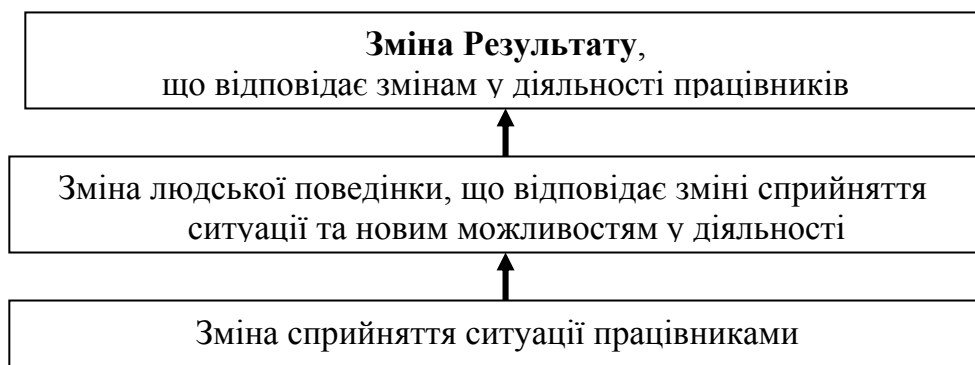 Зміна Результату,
що відповідає змінам у діяльності працівників
Зміна людської поведінки, що відповідає зміні сприйняття
ситуації та новим можливостям у діяльності
Зміна сприйняття ситуації працівниками